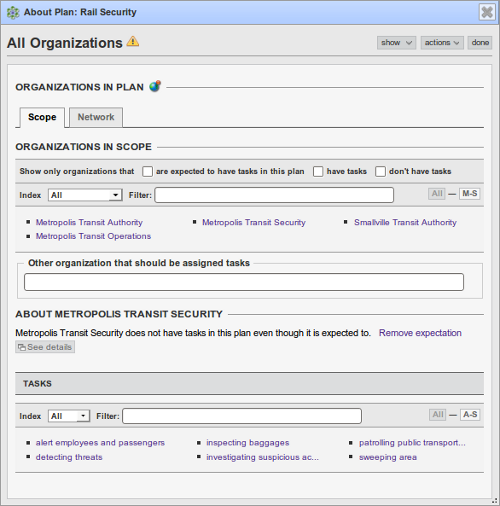 About Plan: Rail Security
All Organizations
show
actions
done
ORGANIZATIONS IN PLAN
Scope
Network
ORGANIZATIONS IN SCOPE
Show only organizations that are expected to have tasks in this plan have tasks don't have tasks
Index All Filter: All — M-S
Metropolis Transit Authority Metropolis Transit Security Smallville Transit Authority
Metropolis Transit Operations
Other organization that should be assigned tasks
ABOUT METROPOLIS TRANSIT SECURITY
Metropolis Transit Security does not have tasks in this plan even though it is expected to. Remove expectation
See details
TASKS
Index All Filter: All — A-S
alert employees and passengers inspecting baggages patrolling public transport...
detecting threats investigating suspicious ac... sweeping area